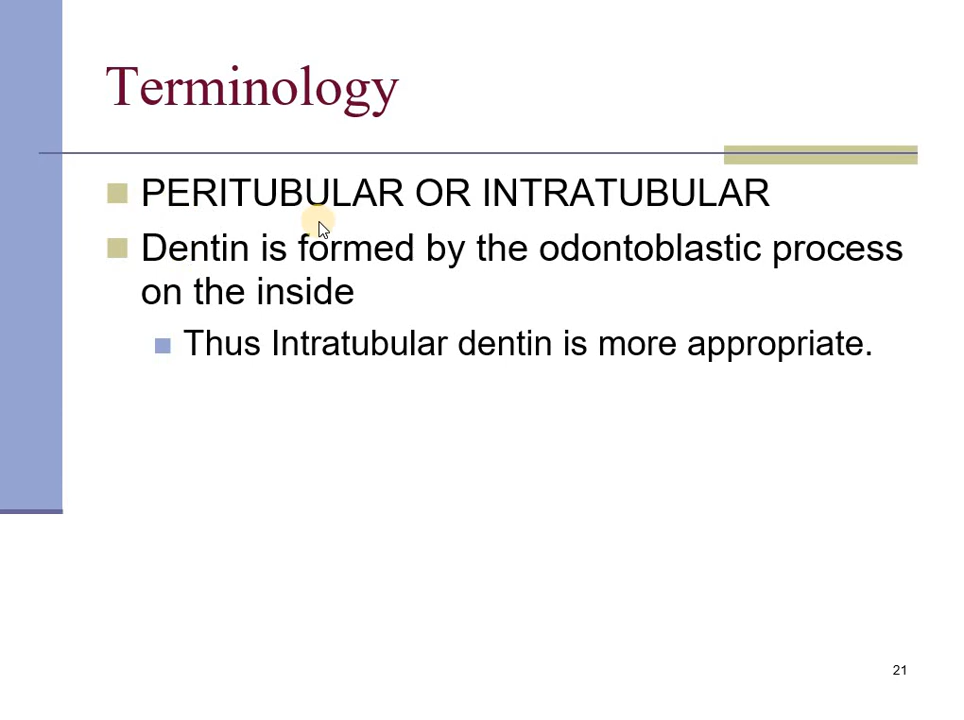 Terminology
PERITUBULAR OR INTRATUBULAR
Dentin is formed by the odontoblastic process
on the inside
Thus Intratubular dentin is more appropriate.
21